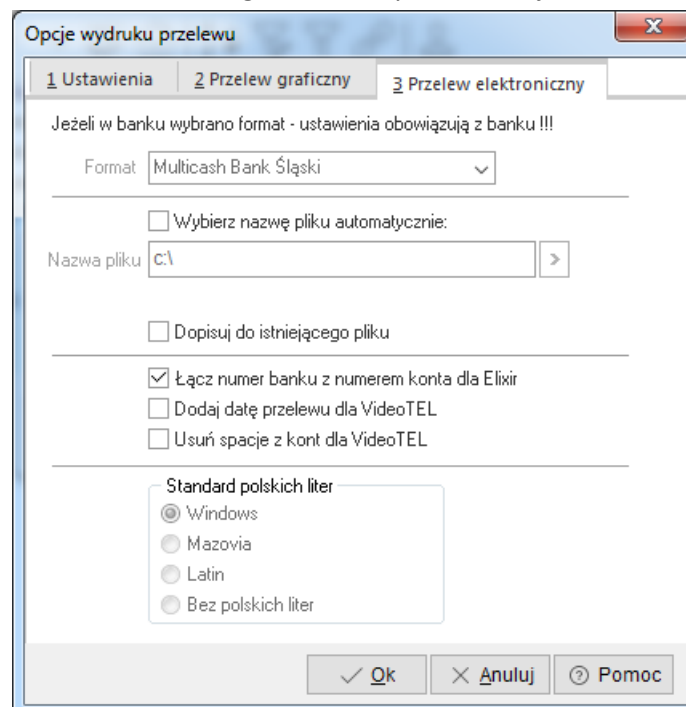 Opcje wydruku przelewu
1 Ustawienia 2 Przelew graficzny 3 Przelew elektroniczny
Jeżeli w banku wybrano format - ustawienia obowiązują z banku !!!
Format Multicash Bank Śląski
Wybierz nazwę pliku automatycznie:
Nazwa pliku c:\ >
Dopisuj do istniejącego pliku
Łącz numer banku z numerem konta dla Elixir
Dodaj datę przelewu dla VideoTEL
Usuń spacje z kont dla VideoTEL
Standard polskich liter
Windows
Mazovia
Latin
Bez polskich liter
Ok Anuluj ? Pomoc